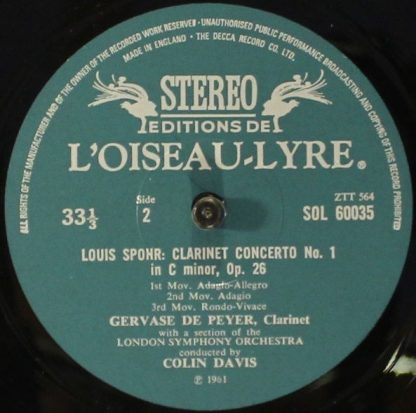 ALL RIGHTS OF THE MANUFACTURER AND OF THE OWNER OF THE RECORDED WORK RESERVED · UNAUTHORISED PUBLIC PERFORMANCE BROADCASTING AND COPYING OF THIS RECORD PROHIBITED
MADE IN ENGLAND · THE DECCA RECORD CO. LTD.
STEREO
EDITIONS DE
L'OISEAU-LYRE
®
Side
2
33⅓
ZTT 564
SOL 60035
LOUIS SPOHR: CLARINET CONCERTO No. 1
in C minor, Op. 26
1st Mov. Adagio-Allegro
2nd Mov. Adagio
3rd Mov. Rondo-Vivace
GERVASE DE PEYER, Clarinet
with a section of the
LONDON SYMPHONY ORCHESTRA
conducted by
COLIN DAVIS
℗ 1961